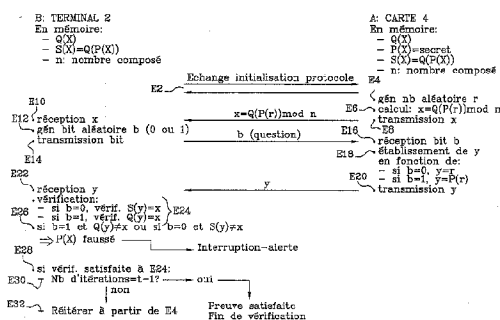 B: TERMINAL 2
En mémoire:
- Q(X)
- S(X)=Q(P(X))
- n: nombre composé
A: CARTE 4
En mémoire:
- Q(X)
- P(X)=secret
- S(X)=Q(P(X))
- n: nombre composé
Echange initialisation protocole
E2
E4
gén nb aléatoire r
E6
calcul: x=Q(P(r))mod n
E10
x=Q(P(r))mod n
transmission x
réception x
E8
E12
gén bit aléatoire b (0 ou 1)
E16
transmission bit
b (question)
réception bit b
E14
E18
établissement de y
en fonction de:
- si b=0, y=r
- si b=1, y=P(r)
E22
E20
réception y
y
transmission y
vérification:
- si b=0, vérif. S(y)=x
- si b=1, vérif. Q(y)=x
E24
E26
si b=1 et Q(y)≠x ou si b=0 et S(y)≠x
⇒ P(X) faussé
Interruption-alerte
E28
si vérif. satisfaite à E24:
E30
Nb d'itérations=t-1?
oui
non
E32
Réitérer à partir de E4
Preuve satisfaite
Fin de vérification